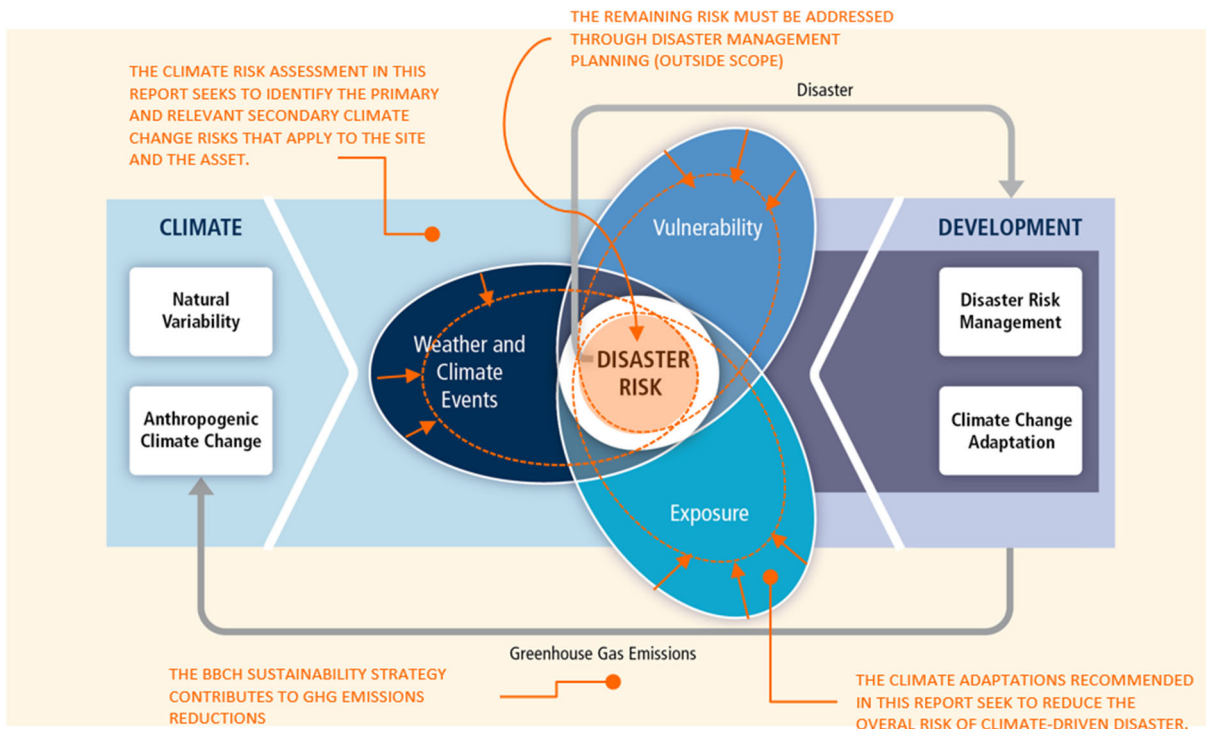 THE REMAINING RISK MUST BE ADDRESSED
THROUGH DISASTER MANAGEMENT
PLANNING (OUTSIDE SCOPE)
THE CLIMATE RISK ASSESSMENT IN THIS
REPORT SEEKS TO IDENTIFY THE PRIMARY
AND RELEVANT SECONDARY CLIMATE
CHANGE RISKS THAT APPLY TO THE SITE
AND THE ASSET.
Disaster
CLIMATE
Natural
Variability
Anthropogenic
Climate Change
Vulnerability
Weather and
Climate
Events
DISASTER
RISK
Exposure
DEVELOPMENT
Disaster Risk
Management
Climate Change
Adaptation
Greenhouse Gas Emissions
THE BBCH SUSTAINABILITY STRATEGY
CONTRIBUTES TO GHG EMISSIONS
REDUCTIONS
THE CLIMATE ADAPTATIONS RECOMMENDED
IN THIS REPORT SEEK TO REDUCE THE
OVERAL RISK OF CLIMATE-DRIVEN DISASTER.